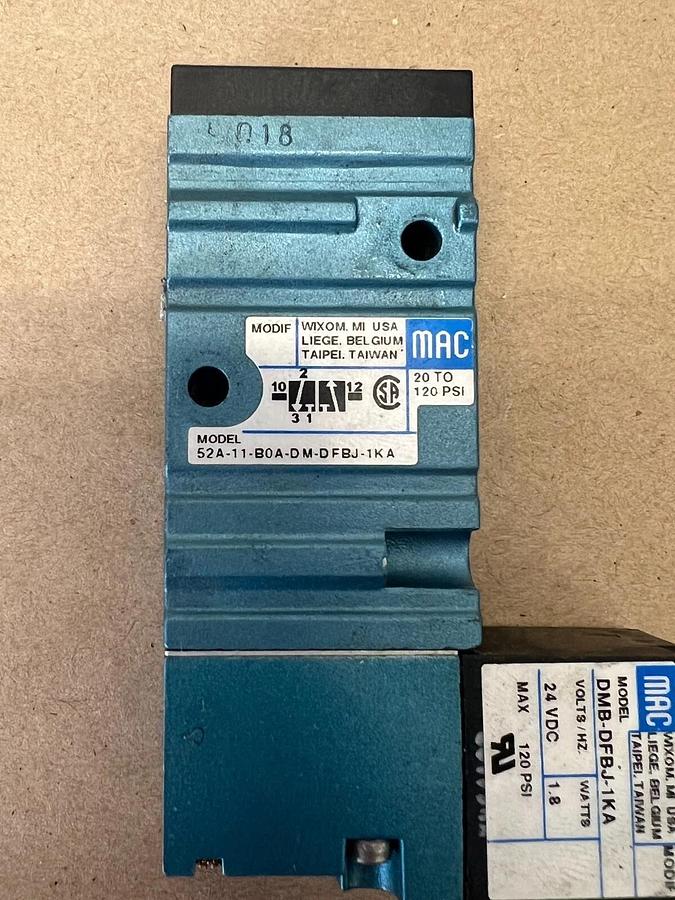 018
MODIF
WIXOM, MI USA
LIEGE, BELGIUM
TAIPEI, TAIWAN
MAC
20 TO
120 PSI
2
10
12
3 1
CSA
MODEL
52A-11-B0A-DM-DFBJ-1KA
MAC
WIXOM, MI USA
LIEGE, BELGIUM
TAIPEI, TAIWAN
MODIF
MODEL
DMB-DFBJ-1KA
VOLTS/HZ.
WATTS
24 VDC
1.8
MAX 120 PSI